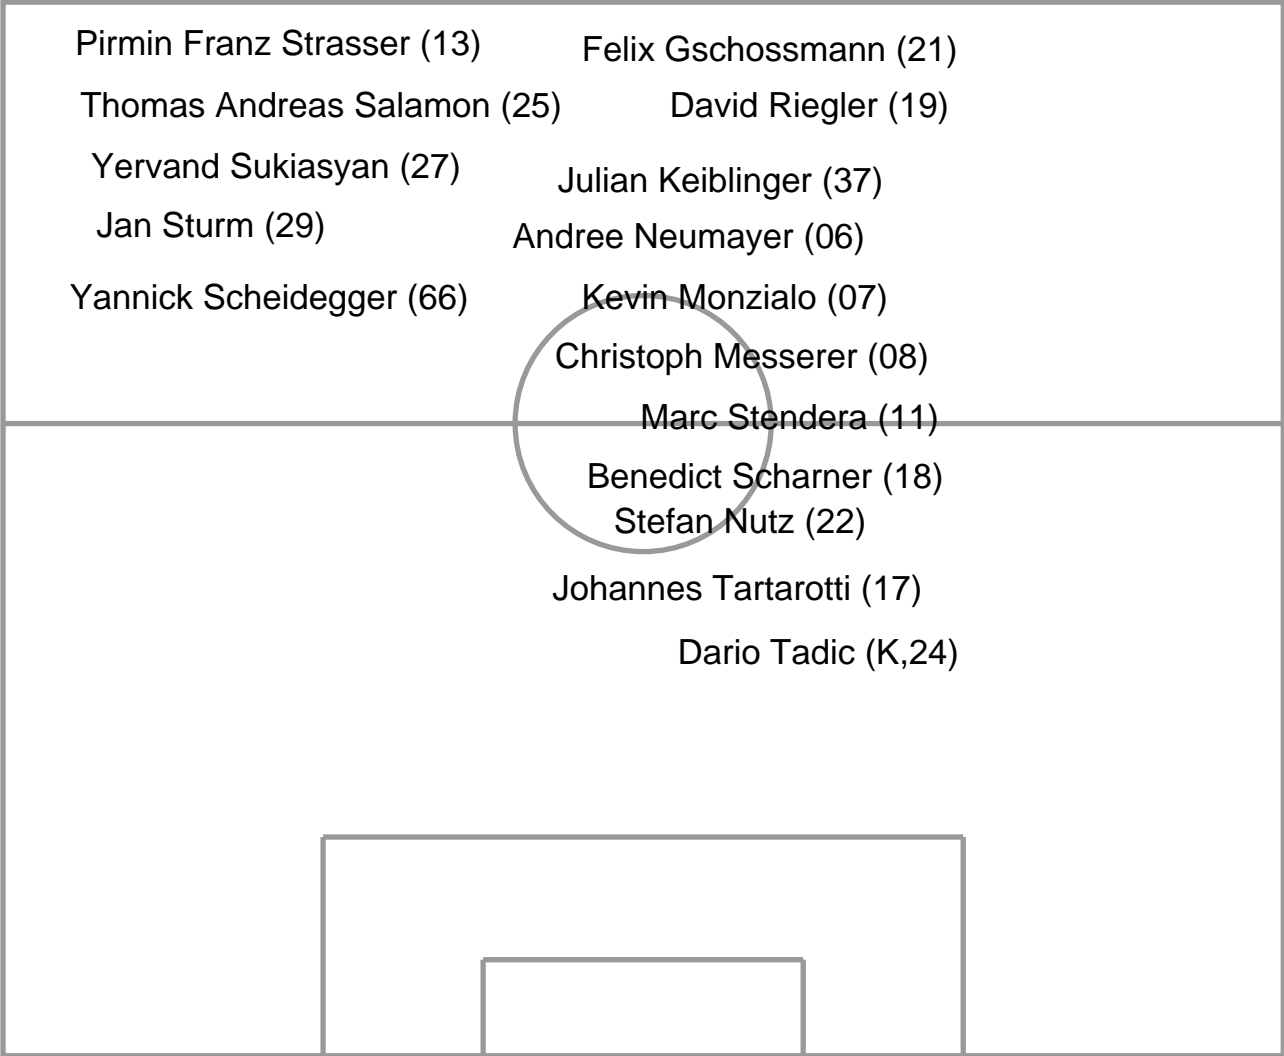 Pirmin Franz Strasser (13)
Thomas Andreas Salamon (25)
Yervand Sukiasyan (27)
Jan Sturm (29)
Yannick Scheidegger (66)
Felix Gschossmann (21)
David Riegler (19)
Julian Keiblinger (37)
Andree Neumayer (06)
Kevin Monzialo (07)
Christoph Messerer (08)
Marc Stendera (11)
Benedict Scharner (18)
Stefan Nutz (22)
Johannes Tartarotti (17)
Dario Tadic (K,24)